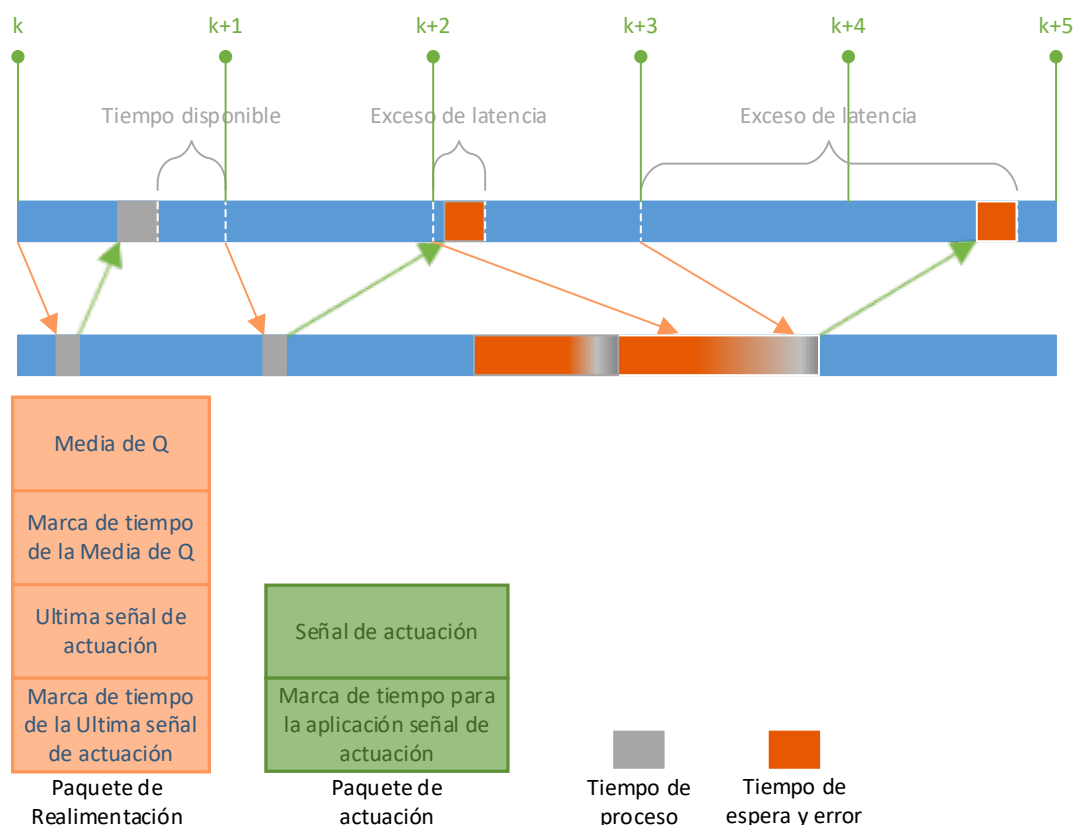 k
k+1
k+2
k+3
k+4
k+5
Tiempo disponible
Exceso de latencia
Exceso de latencia
Media de Q
Marca de tiempo
de la Media de Q
Ultima señal de
actuación
Marca de tiempo
de la Ultima señal
de actuación
Paquete de
Realimentación
Señal de actuación
Marca de tiempo para
la aplicación señal de
actuación
Paquete de
actuación
Tiempo de
proceso
Tiempo de
espera y error